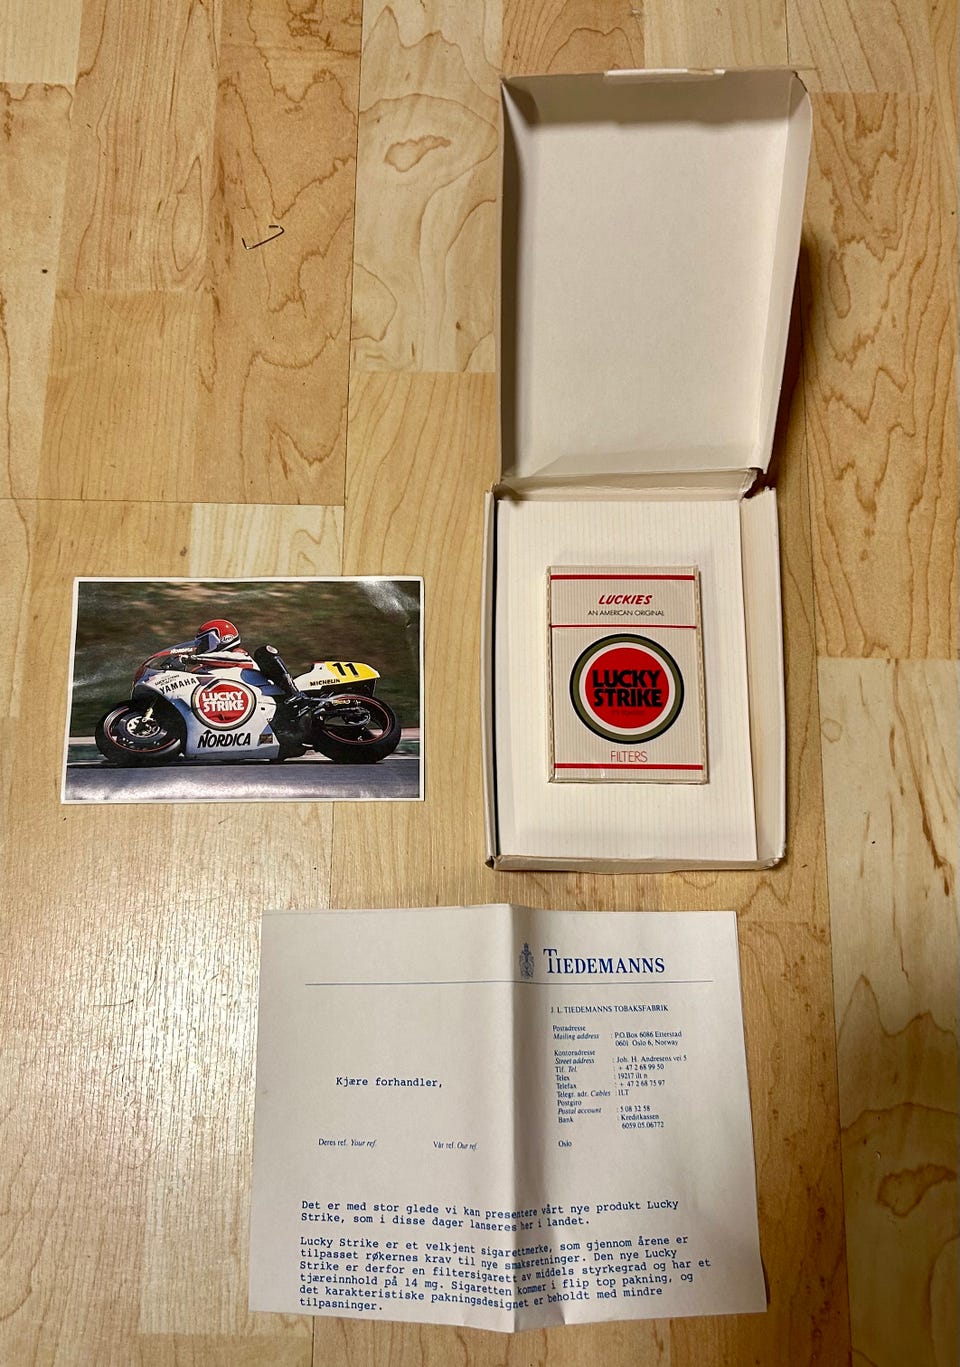 LUCKIES
AN AMERICAN ORIGINAL
LUCKY
STRIKE
FILTERS
11
MICHELIN
YAMAHA
LUCKY
STRIKE
NORDICA
TIEDEMANNS
J. L. TIEDEMANNS TOBAKSFABRIK
Postadresse
Mailing address : P.O.Box 6086 Etterstad
0601 Oslo 6, Norway
Kontoradresse
Street address : Joh. H. Andresens vei 5
Tlf. Tel. : + 47 2 68 99 50
Telex : 19217 ilt n
Telefax : + 47 2 68 75 97
Telegr. adr. Cables : ILT
Postgiro
Postal account : 5 08 32 58
Bank : Kreditkassen
6059.05.06772
Kjære forhandler,
Deres ref. Your ref. Vår ref. Our ref. Oslo
Det er med stor glede vi kan presentere vårt nye produkt Lucky
Strike, som i disse dager lanseres her i landet.
Lucky Strike er et velkjent sigarettmerke, som gjennom årene er
tilpasset røkernes krav til nye smaksretninger. Den nye Lucky
Strike er derfor en filtersigarett av middels styrkegrad og har et
tjæreinnhold på 14 mg. Sigaretten kommer i flip top pakning, og
det karakteristiske pakningsdesignet er beholdt med mindre
tilpasninger.